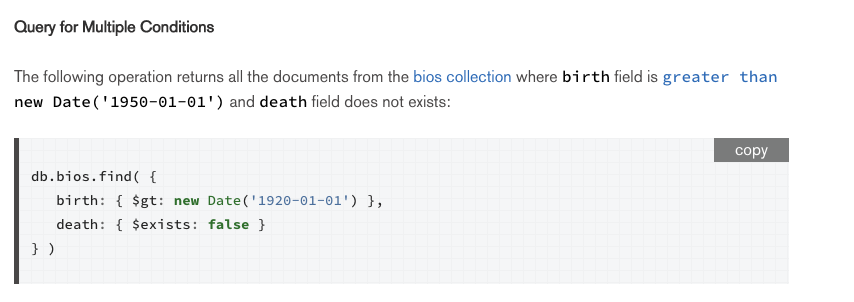 Query for Multiple Conditions
The following operation returns all the documents from the bios collection where birth field is greater than
new Date('1950-01-01') and death field does not exists:
copy
db.bios.find( {
   birth: { $gt: new Date('1920-01-01') },
   death: { $exists: false }
} )